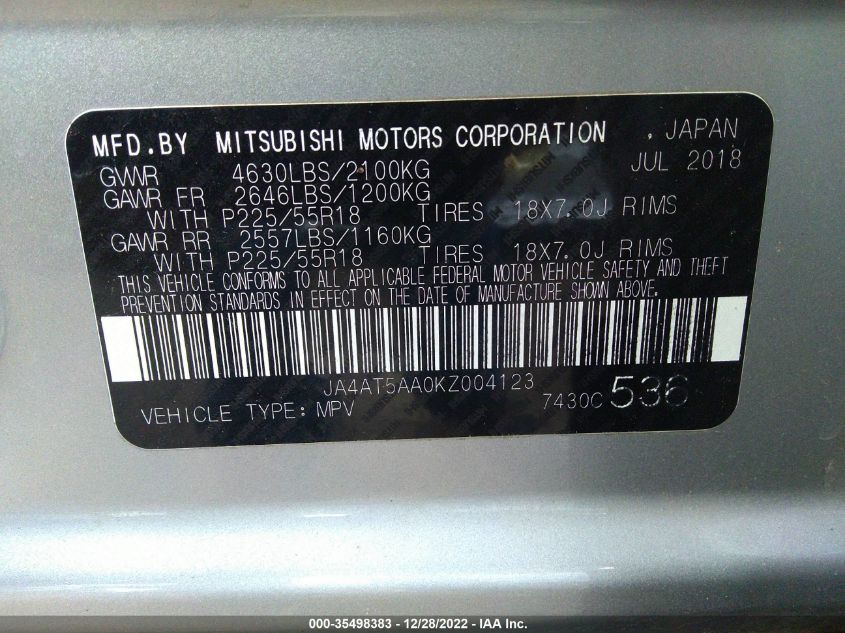 MFD.BY MITSUBISHI MOTORS CORPORATION , JAPAN
GVWR 4630LBS/2100KG JUL 2018
GAWR FR 2646LBS/1200KG
WITH P225/55R18 TIRES 18X7.0J RIMS
GAWR RR 2557LBS/1160KG
WITH P225/55R18 TIRES 18X7.0J RIMS
THIS VEHICLE CONFORMS TO ALL APPLICABLE FEDERAL MOTOR VEHICLE SAFETY AND THEFT
PREVENTION STANDARDS IN EFFECT ON THE DATE OF MANUFACTURE SHOWN ABOVE.
JA4AT5AA0KZ004123
VEHICLE TYPE: MPV 7430C 536
000-35498383 - 12/28/2022 - IAA Inc.